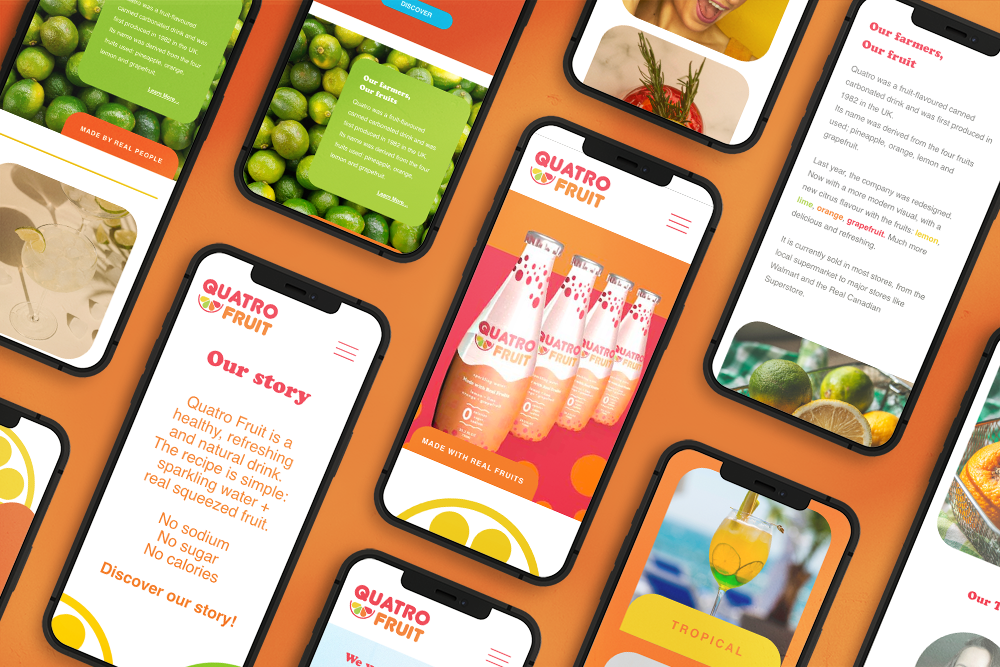 canned carbonated drink and was
first produced in 1982 in the UK.
Its name was derived from the four
fruits used; pineapple, orange,
lemon and grapefruit.
Learn More...
MADE BY REAL PEOPLE
DISCOVER
Our farmers,
Our fruits
Quatro was a fruit-flavoured
canned carbonated drink and was
first produced in 1982 in the UK.
Its name was derived from the four
fruits used; pineapple, orange,
lemon and grapefruit.
Learn More...
Our farmers,
Our fruit
Quatro was a fruit-flavoured canned
carbonated drink and was first produced in
1982 in the UK.
Its name was derived from the four fruits
used; pineapple, orange, lemon and
grapefruit.
Last year, the company was redesigned.
Now with a more modern visual, with a
new citrus flavour with the fruits: lemon,
lime, orange, grapefruit. Much more
delicious and refreshing.
It is currently sold in most stores, from the
local supermarket to major stores like
Walmart and the Real Canadian
Superstore.
QUATRO
FRUIT
Our story
Quatro Fruit is a
healthy, refreshing
and natural drink.
The recipe is simple:
sparkling water +
real squeezed fruit.
No sodium
No sugar
No calories
Discover our story!
QUATRO
FRUIT
QUATRO
FRUIT
QUATRO
FRUIT
QUATRO
FRUIT
QUATRO
FRUIT
Made with Real Fruits
0
0
MADE WITH REAL FRUITS
QUATRO
FRUIT
We
TROPICAL
Our